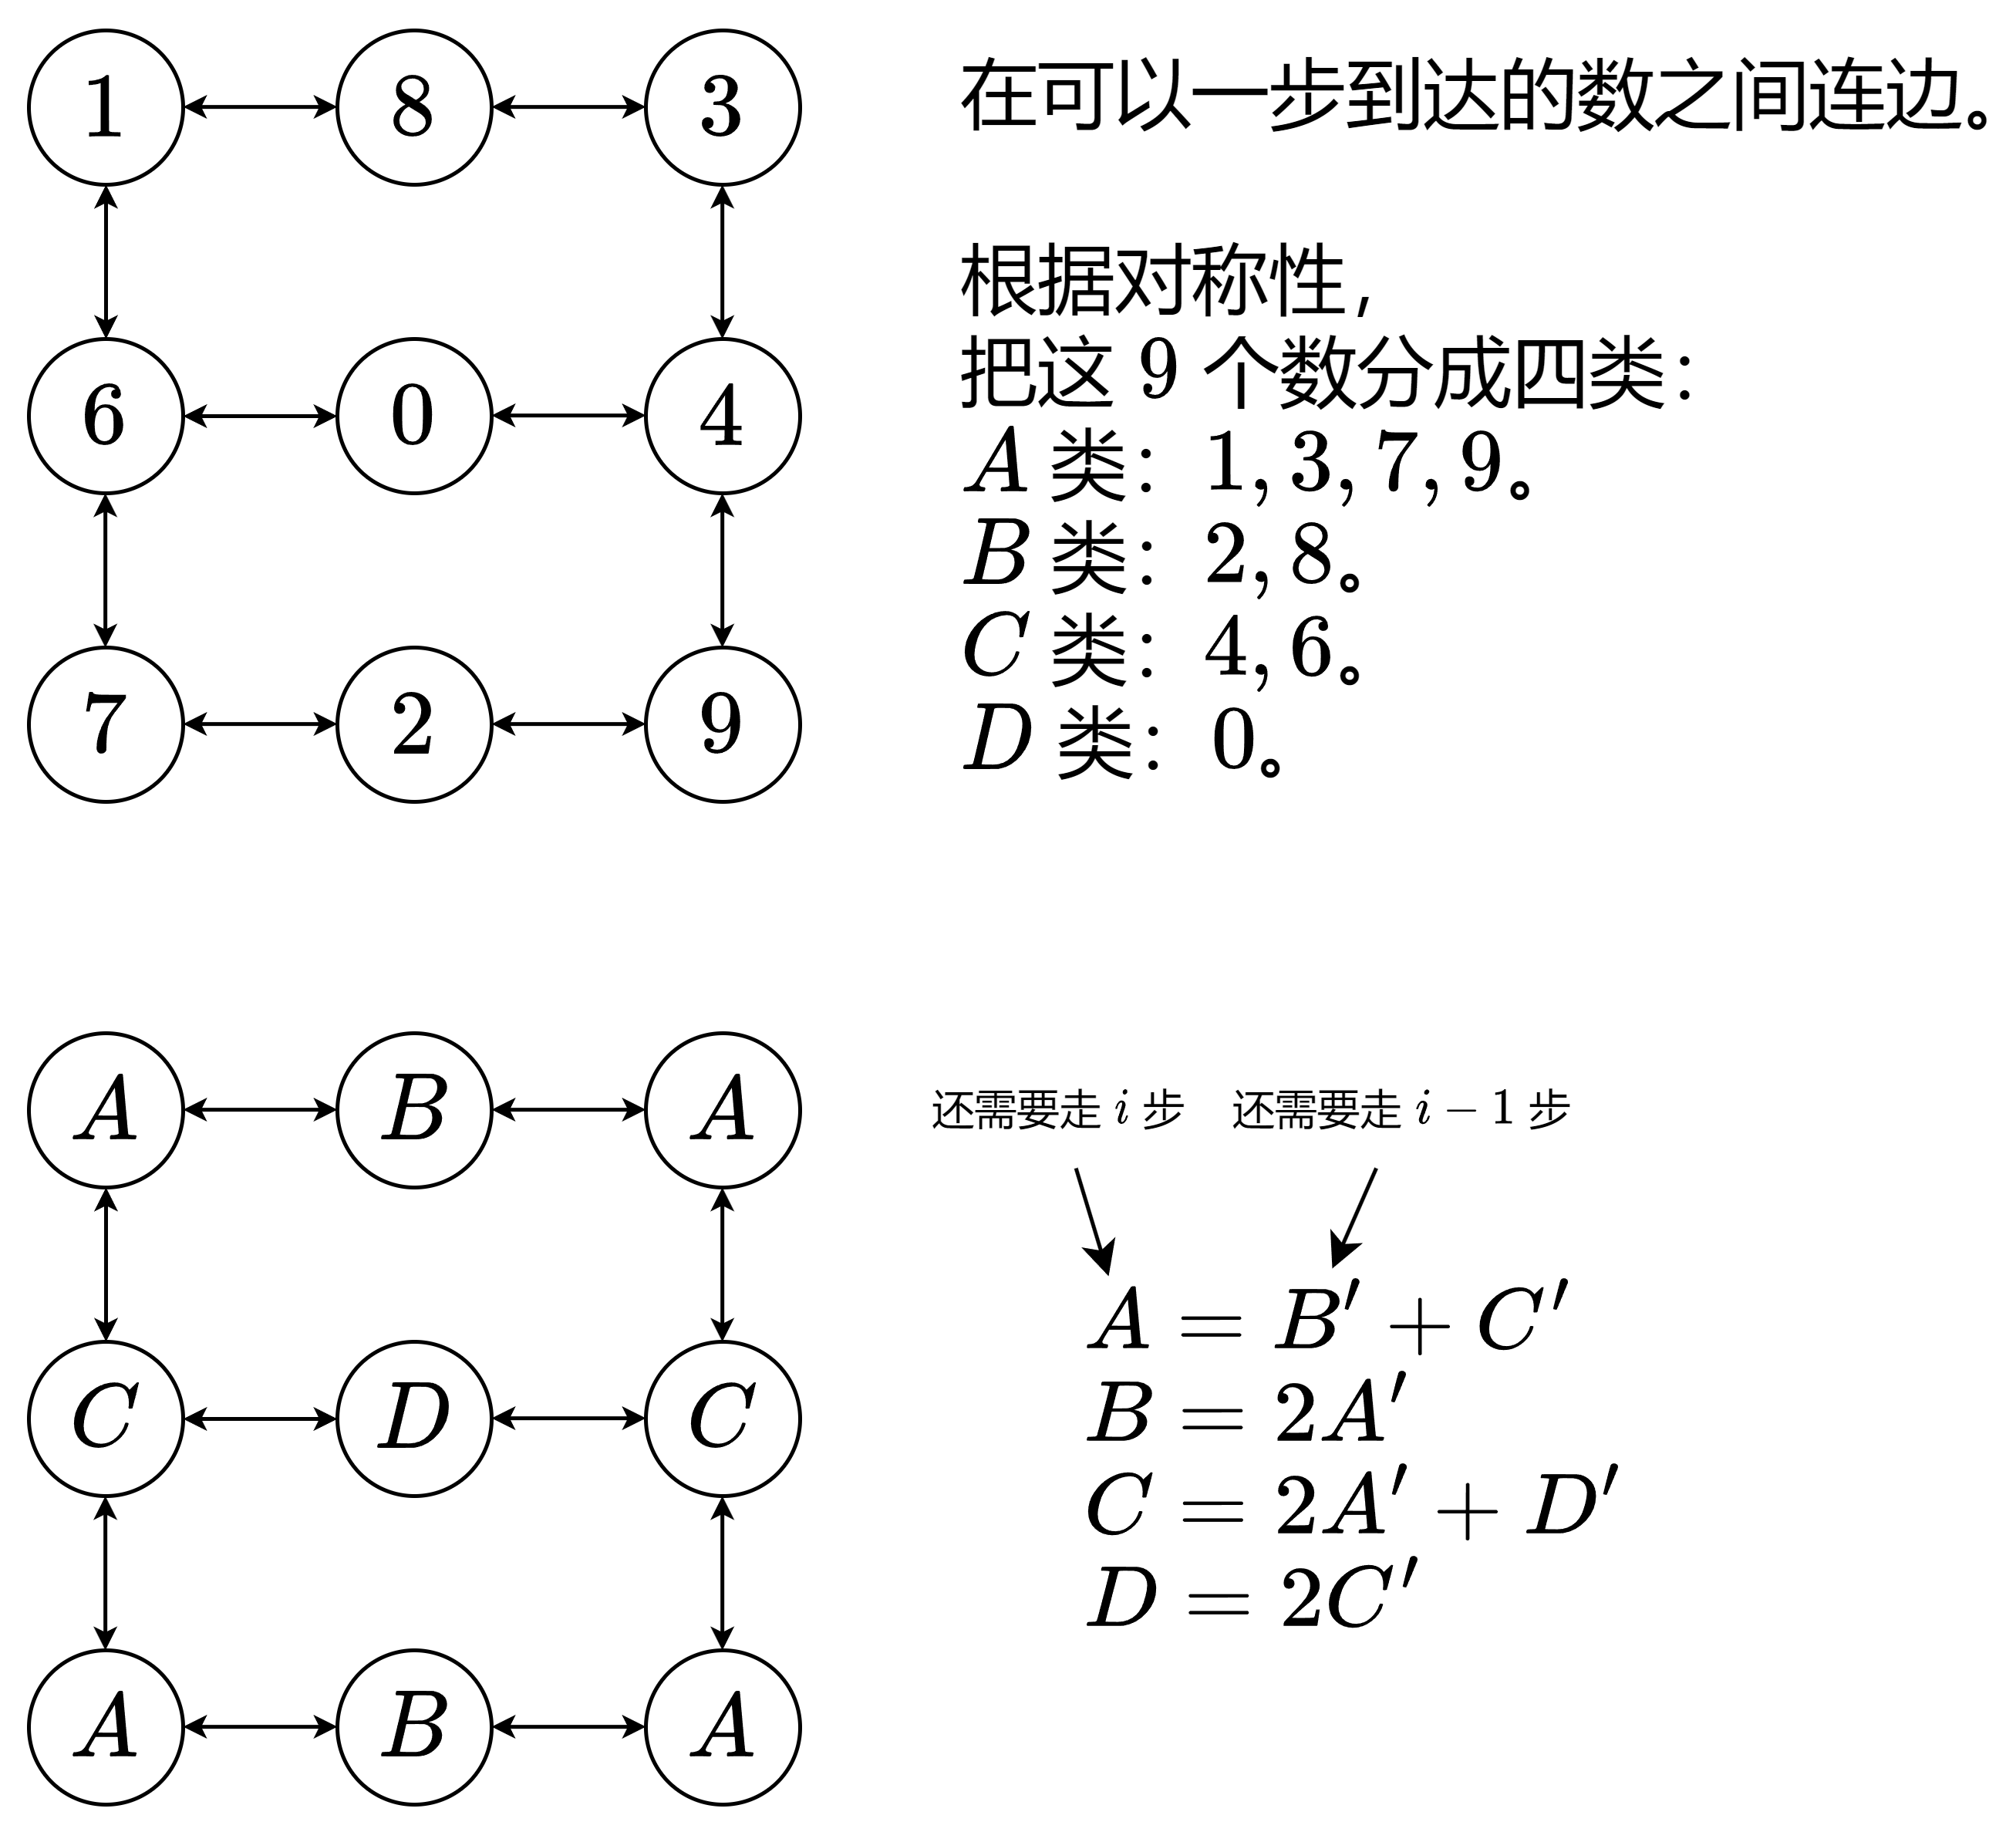 1 8 3
在可以一步到达的数之间连边。
根据对称性,
6 0 4
把这 9 个数分成四类：
A 类： 1, 3, 7, 9。
B 类： 2, 8。
C 类： 4, 6。
7 2 9
D 类： 0。
A B A
还需要走 i 步
还需要走 i − 1 步
A = B′ + C′
C D C
B = 2A′
C = 2A′ + D′
D = 2C′
A B A